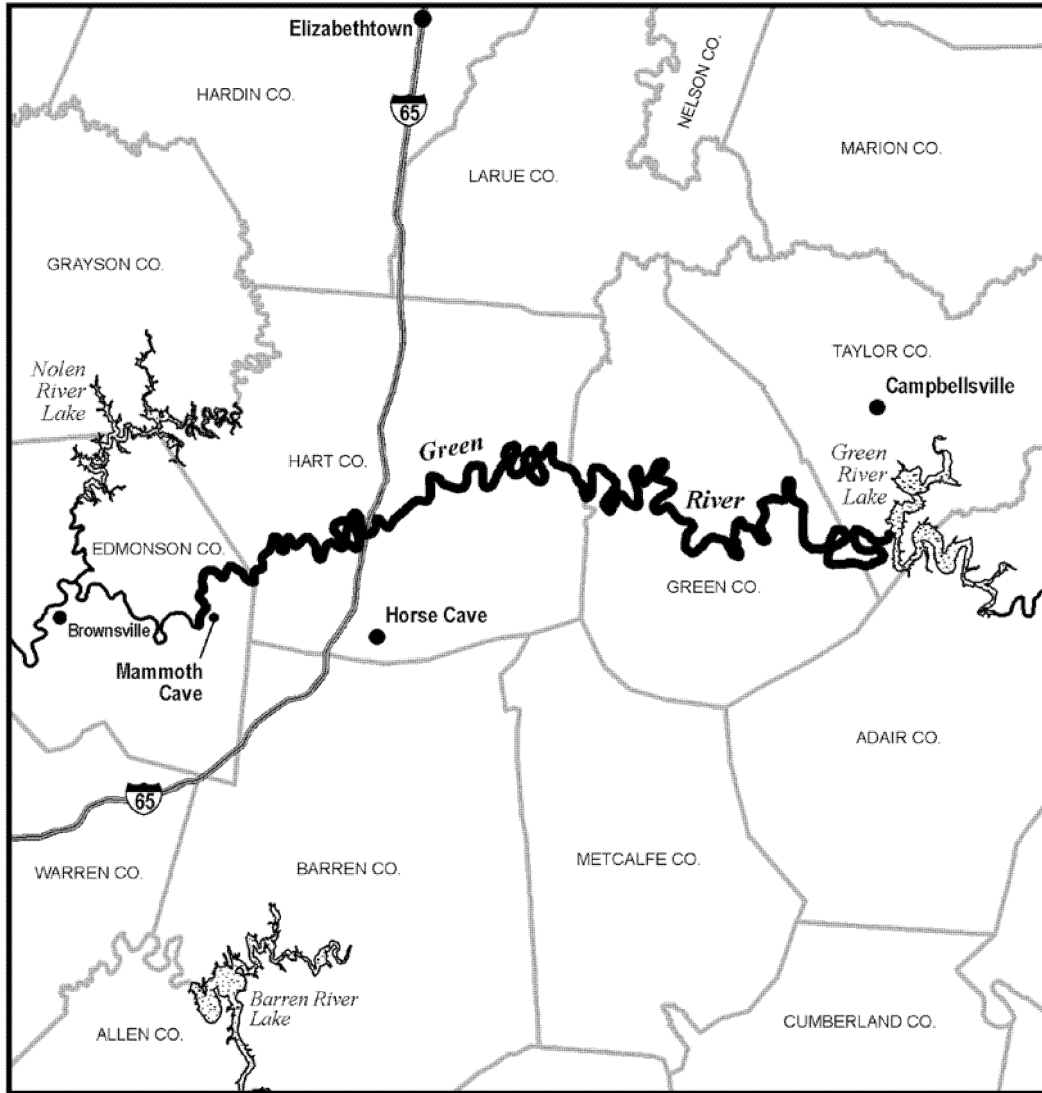 Elizabethtown
HARDIN CO.
65
NELSON CO.
MARION CO.
LARUE CO.
GRAYSON CO.
Nolen
River
Lake
TAYLOR CO.
Campbellsville
Green
HART CO.
Green
River
Lake
River
EDMONSON CO.
GREEN CO.
Brownsville
Horse Cave
Mammoth
Cave
ADAIR CO.
65
WARREN CO.
BARREN CO.
METCALFE CO.
Barren River
Lake
ALLEN CO.
CUMBERLAND CO.